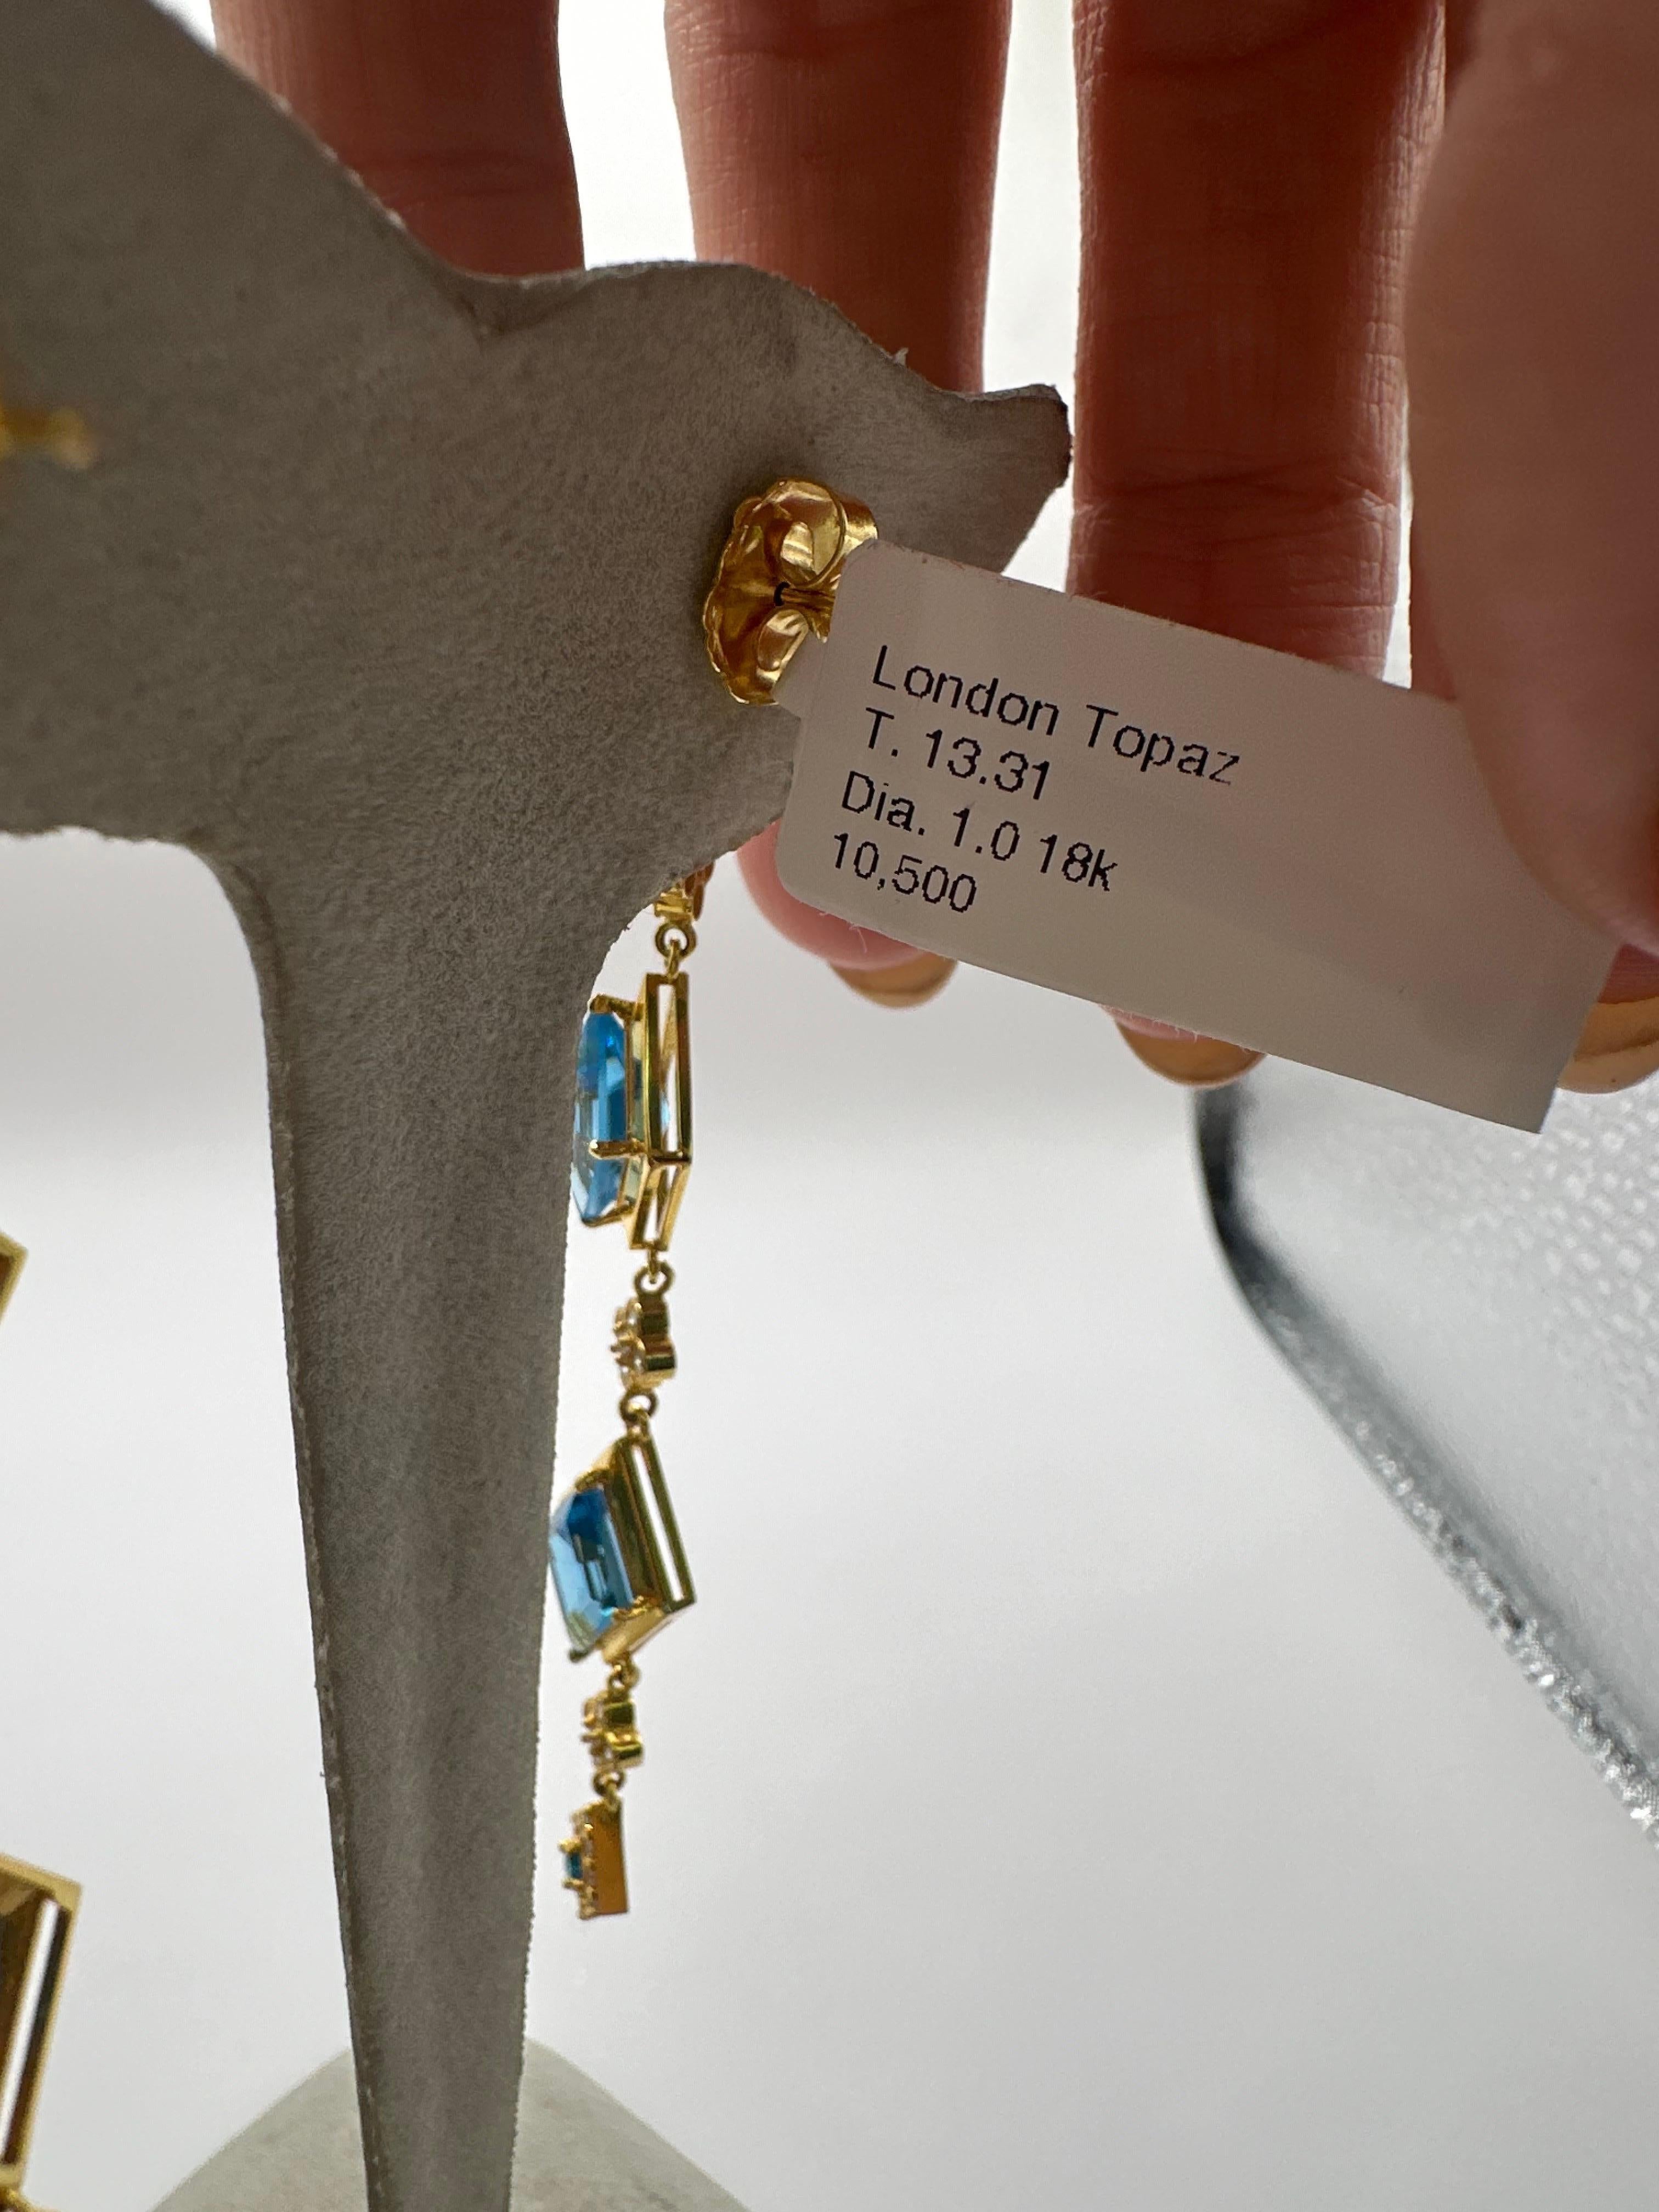 London Topaz
T. 13.31
Dia. 1.0 18k
10,500